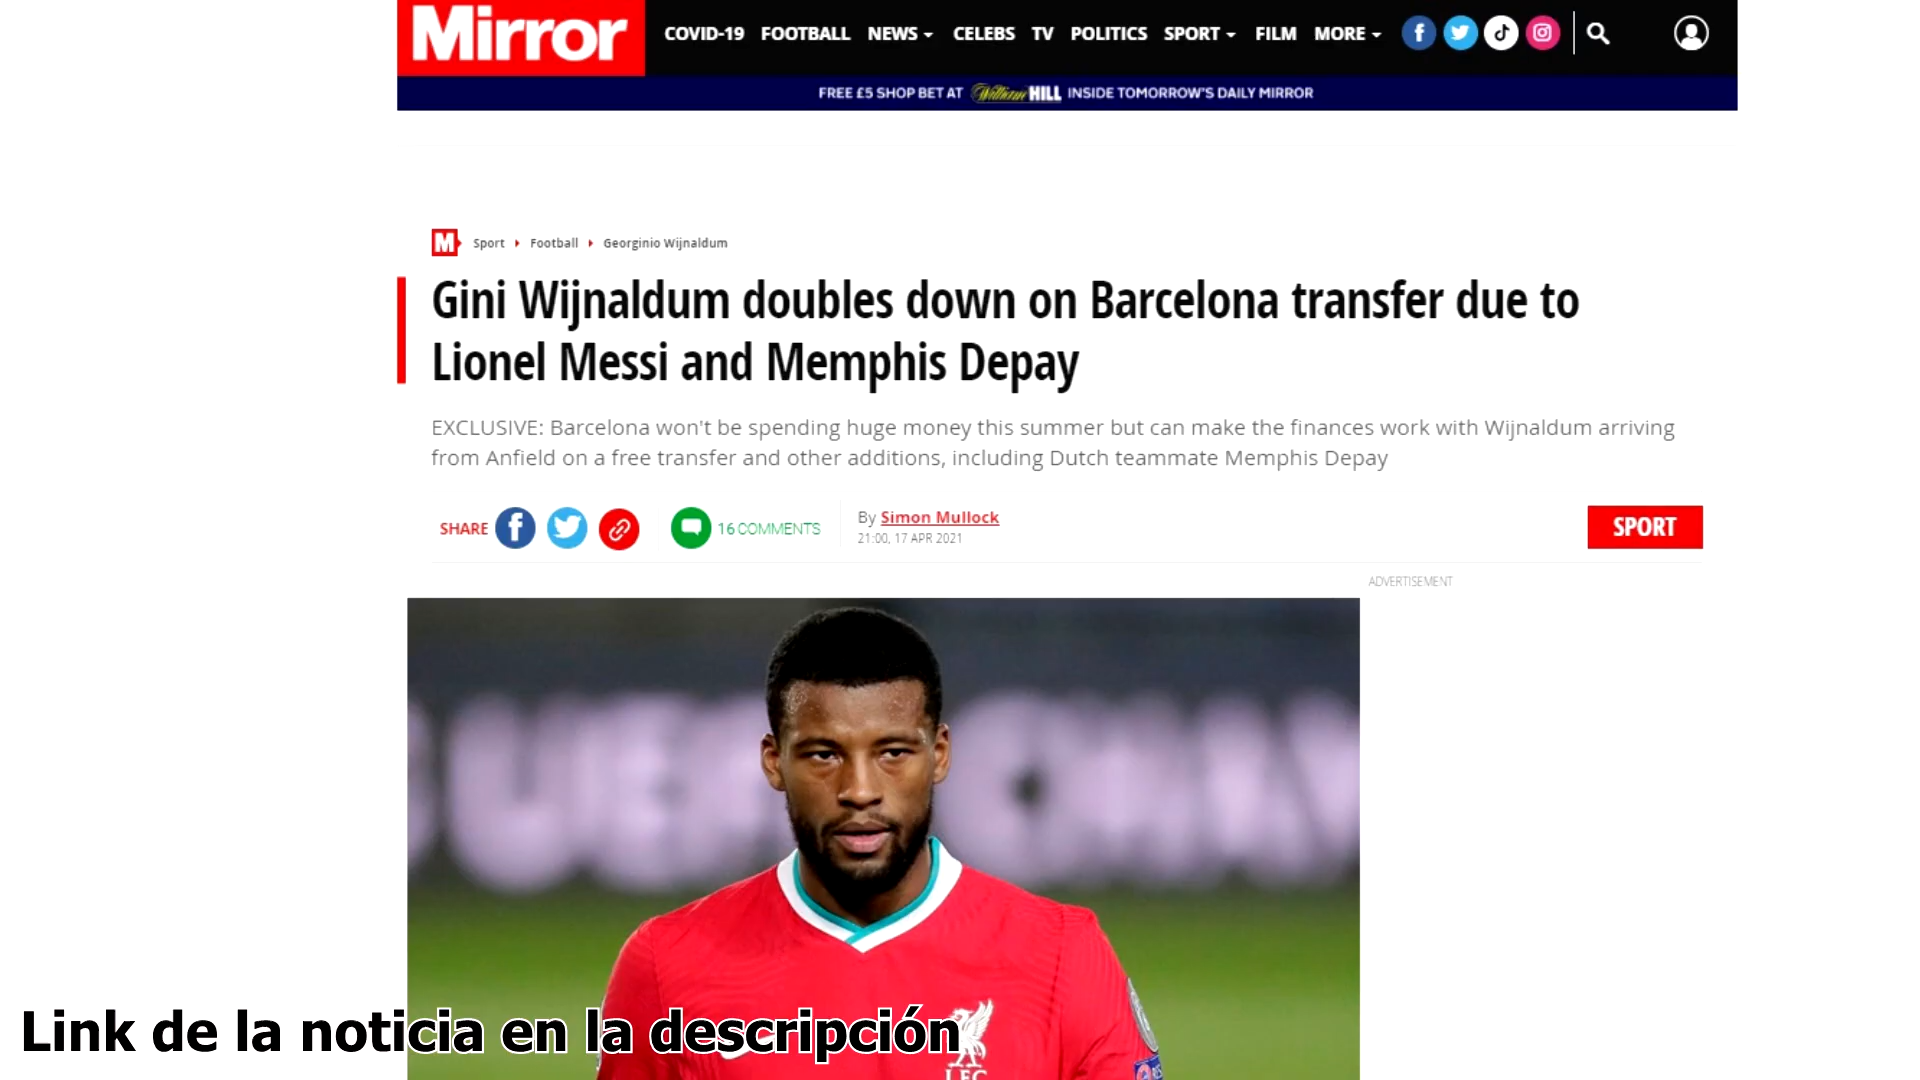 Mirror
COVID-19 FOOTBALL NEWS CELEBS TV POLITICS SPORT FILM MORE
FREE £5 SHOP BET AT William HILL INSIDE TOMORROW'S DAILY MIRROR
M Sport Football Georginio Wijnaldum
Gini Wijnaldum doubles down on Barcelona transfer due to
Lionel Messi and Memphis Depay
EXCLUSIVE: Barcelona won't be spending huge money this summer but can make the finances work with Wijnaldum arriving
from Anfield on a free transfer and other additions, including Dutch teammate Memphis Depay
SHARE 16 COMMENTS By Simon Mullock
21:00, 17 APR 2021
SPORT
ADVERTISEMENT
Link de la noticia en la descripción
LFC